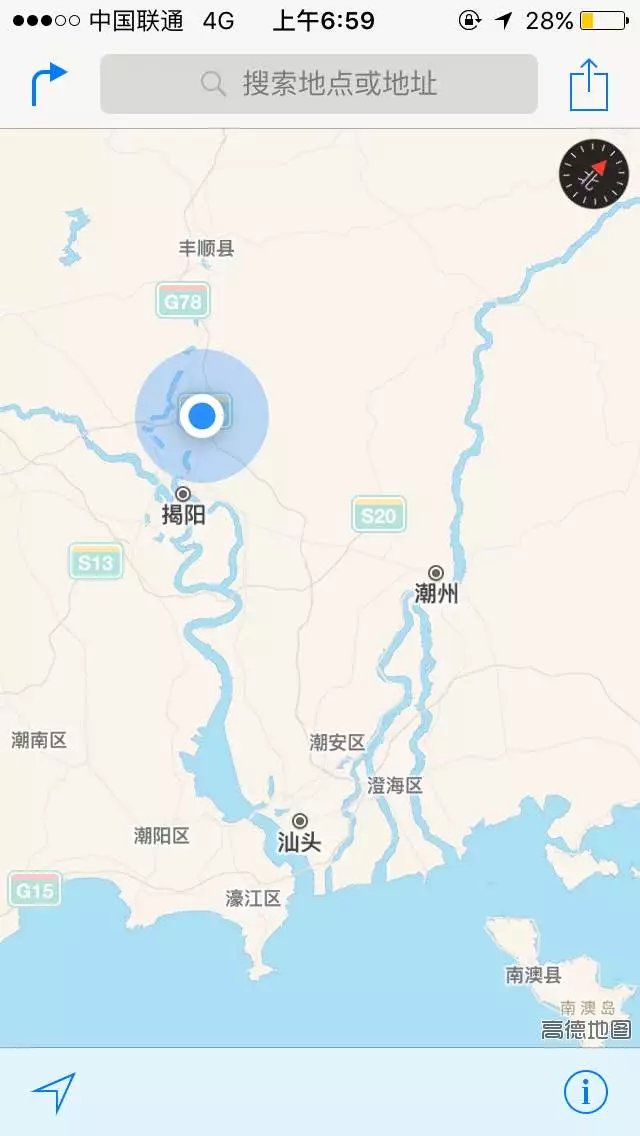 中国联通 4G 上午6:59 28%
搜索地点或地址
北
丰顺县
G78
揭阳
S20
S13
潮州
潮南区
潮安区
澄海区
潮阳区
汕头
G15
濠江区
南澳县
南澳岛
高德地图